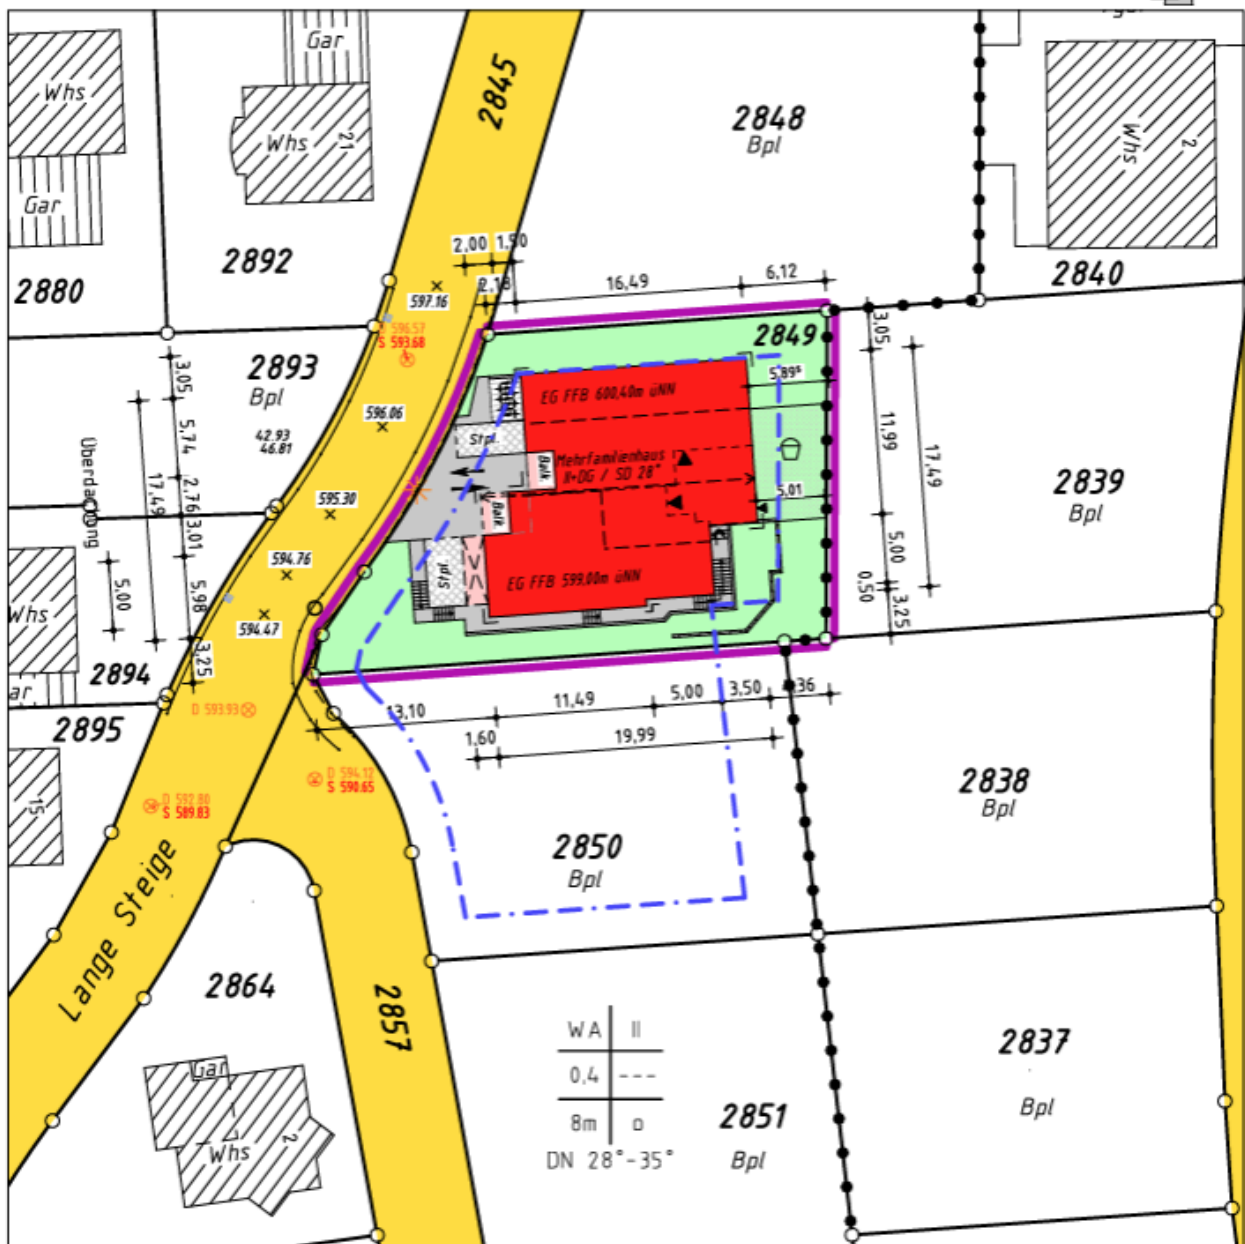 Gar
Whs
Whs
21
Gar
2845
2848
Bpl
Whs
2
2892
2880
2840
2,00
1,50
2,18
16,49
6,12
597.16
D 596.57
S 593.68
2849
3,05
2893
Bpl
3,05
5,89⁵
EG FFB 600,40m üNN
596.06
42.93
46.81
5,74
Stpl.
Balk.
Mehrfamilienhaus
II+DG / SD 28°
11,99
17,49
2839
Bpl
Überdachung
17,49
2,76
595.30
5,01
Balk.
3,01
594.76
5,00
5,98
Stpl
EG FFB 599,00m üNN
5,00
0,50
3,25
Whs
594.47
2894
3,25
ar
2895
D 593.93
13,10
11,49
5,00
3,50
,36
1,60
19,99
D 594.12
S 590.65
D 592.80
S 589.83
15
2838
Bpl
2850
Bpl
Lange Steige
2864
2857
WA II
0,4 ---
8m o
DN 28°-35°
2837
Bpl
2851
Bpl
Gar
Whs
2